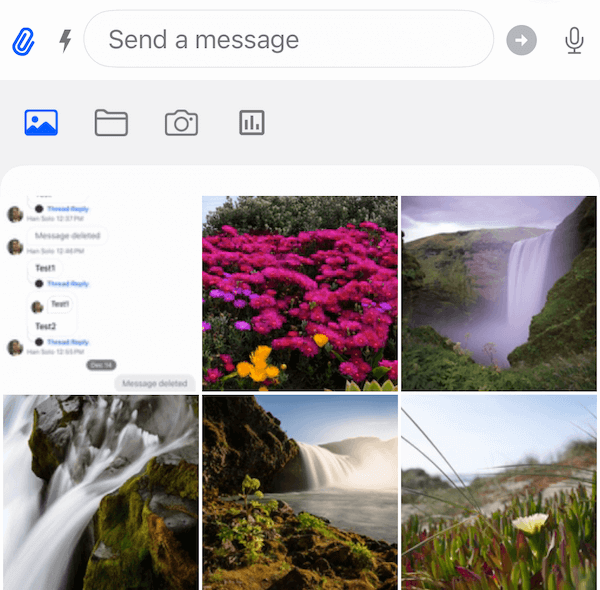 Send a message
Thread Reply
Han Solo 12:37 PM
Message deleted
Han Solo 12:46 PM
Test1
Thread Reply
Test1
Test2
Thread Reply
Han Solo 12:55 PM
Dec 14
Message deleted